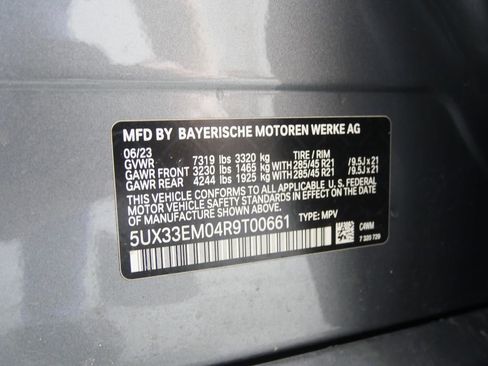 MFD BY BAYERISCHE MOTOREN WERKE AG
06/23 TIRE / RIM
GVWR 7319 lbs 3320 kg
GAWR FRONT 3230 lbs 1465 kg WITH 285/45 R21 / 9.5J x 21
GAWR REAR 4244 lbs 1925 kg WITH 285/45 R21 / 9.5J x 21
THIS VEHICLE CONFORMS TO ALL APPLICABLE U.S. FEDERAL
MOTOR VEHICLE SAFETY STANDARDS IN EFFECT ON THE DATE
OF MANUFACTURE SHOWN ABOVE.
5UX33EM04R9T00661 TYPE: MPV
C4WM
7 320 729